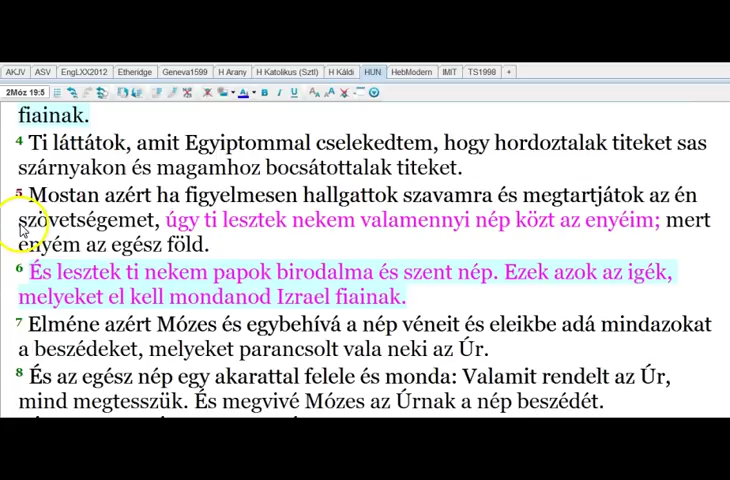 AKJV ASV EngLXX2012 Etheridge Geneva1599 H Arany H Katolikus (SztI) H Káldi HUN HebModern IMIT TS1998 +
2Móz 19:5
fiainak.
4 Ti láttátok, amit Egyiptommal cselekedtem, hogy hordoztalak titeket sas
szárnyakon és magamhoz bocsátottalak titeket.
5 Mostan azért ha figyelmesen hallgattok szavamra és megtartjátok az én
szövetségemet, úgy ti lesztek nekem valamennyi nép közt az enyéim; mert
enyém az egész föld.
6 És lesztek ti nekem papok birodalma és szent nép. Ezek azok az igék,
melyeket el kell mondanod Izrael fiainak.
7 Elméne azért Mózes és egybehívá a nép véneit és eleikbe adá mindazokat
a beszédeket, melyeket parancsolt vala neki az Úr.
8 És az egész nép egy akarattal felele és monda: Valamit rendelt az Úr,
mind megtesszük. És megvivé Mózes az Úrnak a nép beszédét.